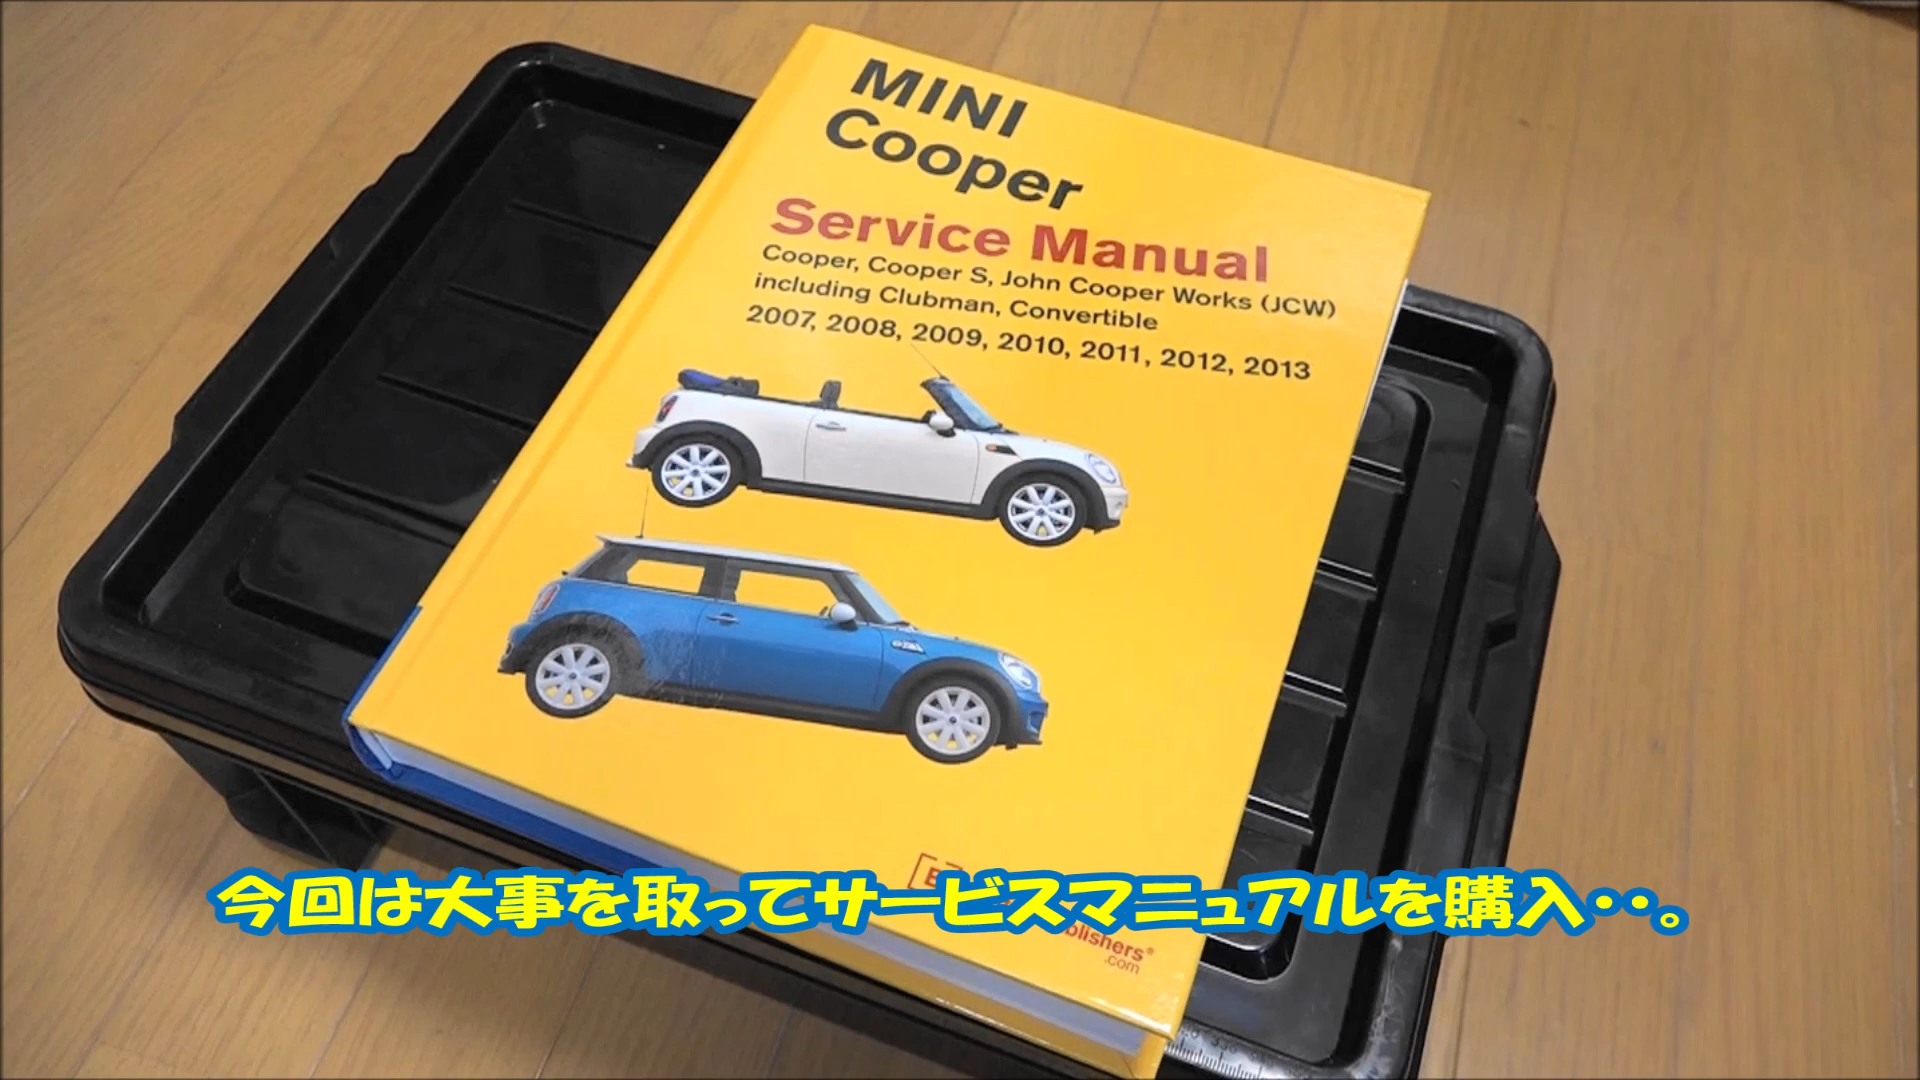 MINI
Cooper
Service Manual
Cooper, Cooper S, John Cooper Works (JCW)
including Clubman, Convertible
2007, 2008, 2009, 2010, 2011, 2012, 2013
今回は大事を取ってサービスマニュアルを購入‥。
.com